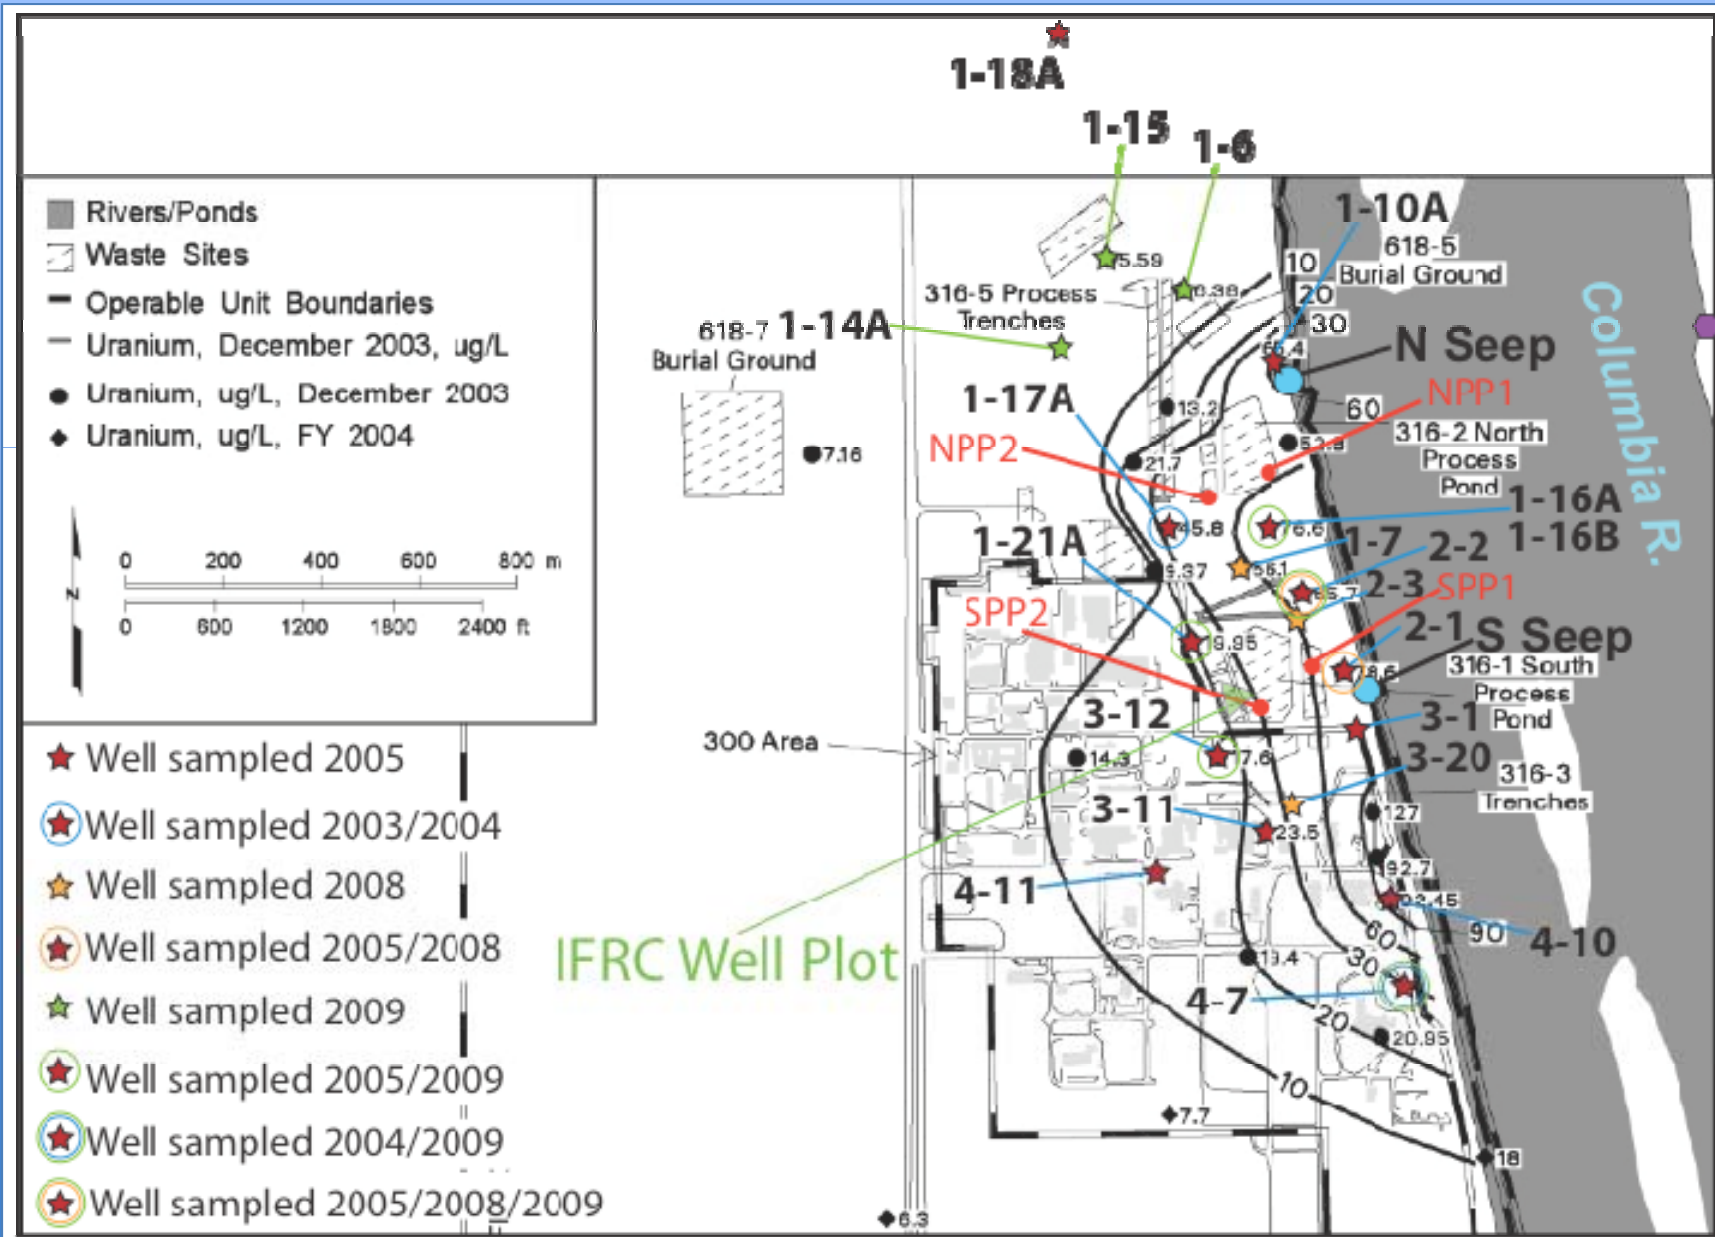 1-18A
1-15
1-6
Rivers/Ponds
Waste Sites
Operable Unit Boundaries
Uranium, December 2003, ug/L
Uranium, ug/L, December 2003
Uranium, ug/L, FY 2004
0 200 400 600 800 m
N
0 600 1200 1800 2400 ft
Well sampled 2005
Well sampled 2003/2004
Well sampled 2008
Well sampled 2005/2008
Well sampled 2009
Well sampled 2005/2009
Well sampled 2004/2009
Well sampled 2005/2008/2009
1-10A
618-5
Burial Ground
10
20
30
5.59
316-5 Process
Trenches
618-7
Burial Ground
1-14A
N Seep
Columbia R.
1-17A
13.2
60
NPP1
316-2 North
Process
Pond
NPP2
7.16
21.7
1-16A
1-16B
45.8
76.6
1-21A
1-7
2-2
2-3
SPP1
9.37
SPP2
2-1
S Seep
9.95
316-1 South
Process
Pond
3-12
3-1
300 Area
14.3
7.6
3-20
316-3
Trenches
3-11
127
23.5
4-11
92.7
IFRC Well Plot
60
90
4-10
30
19.4
4-7
20
20.95
10
7.7
18
6.3